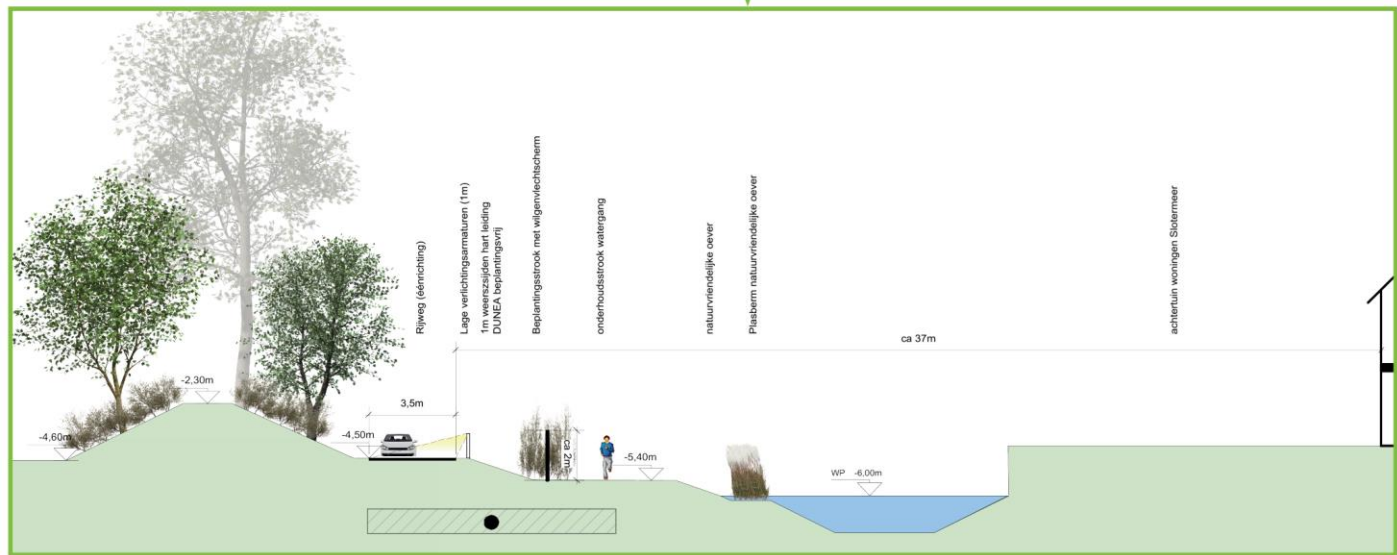 Rijweg (éénrichting)
Lage verlichtingsarmaturen (1m)
1m weerszsijden hart leiding
DUNEA beplantingsvrij
Beplantingsstrook met wilgenvlechtscherm
onderhoudsstrook watergang
natuurvriendelijke oever
Plasberm natuurvriendelijke oever
achtertuin woningen Slotermeer
ca 37m
-2,30m
3,5m
-4,60m
-4,50m
ca 2m
-5,40m
WP -6,00m